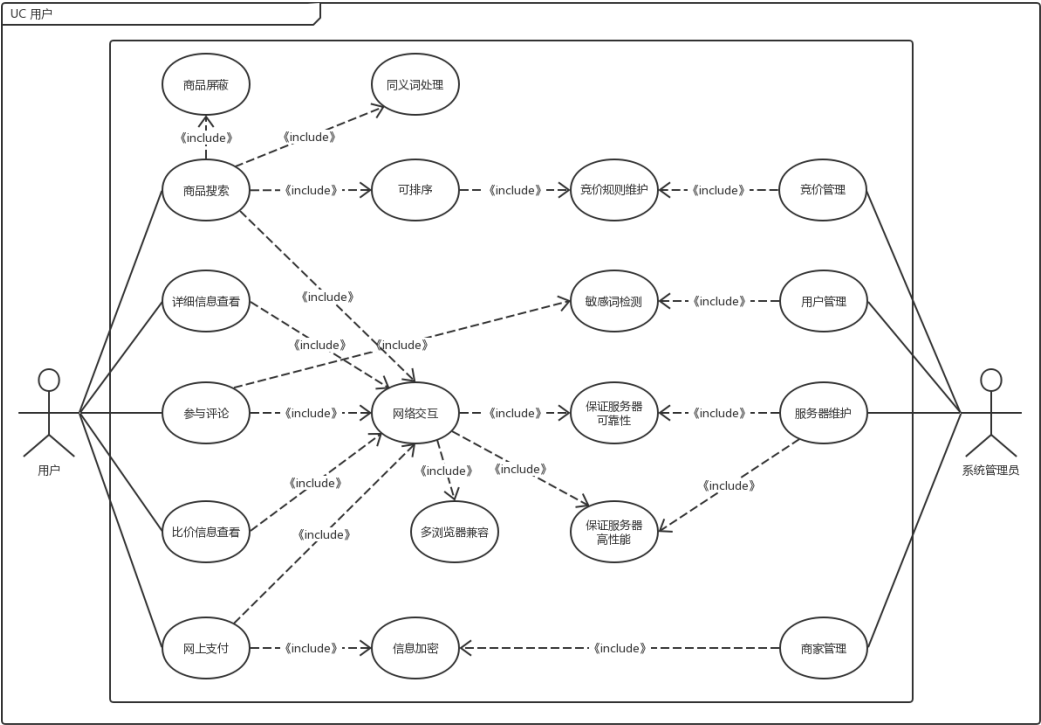 UC 用户
商品屏蔽
同义词处理
《include》
《include》
商品搜索
《include》
可排序
《include》
竞价规则维护
《include》
竞价管理
《include》
详细信息查看
敏感词检测
《include》
用户管理
《include》
《include》
参与评论
《include》
网络交互
《include》
保证服务器
可靠性
《include》
服务器维护
用户
系统管理员
《include》
《include》
《include》
《include》
比价信息查看
《include》
多浏览器兼容
保证服务器
高性能
网上支付
《include》
信息加密
《include》
商家管理